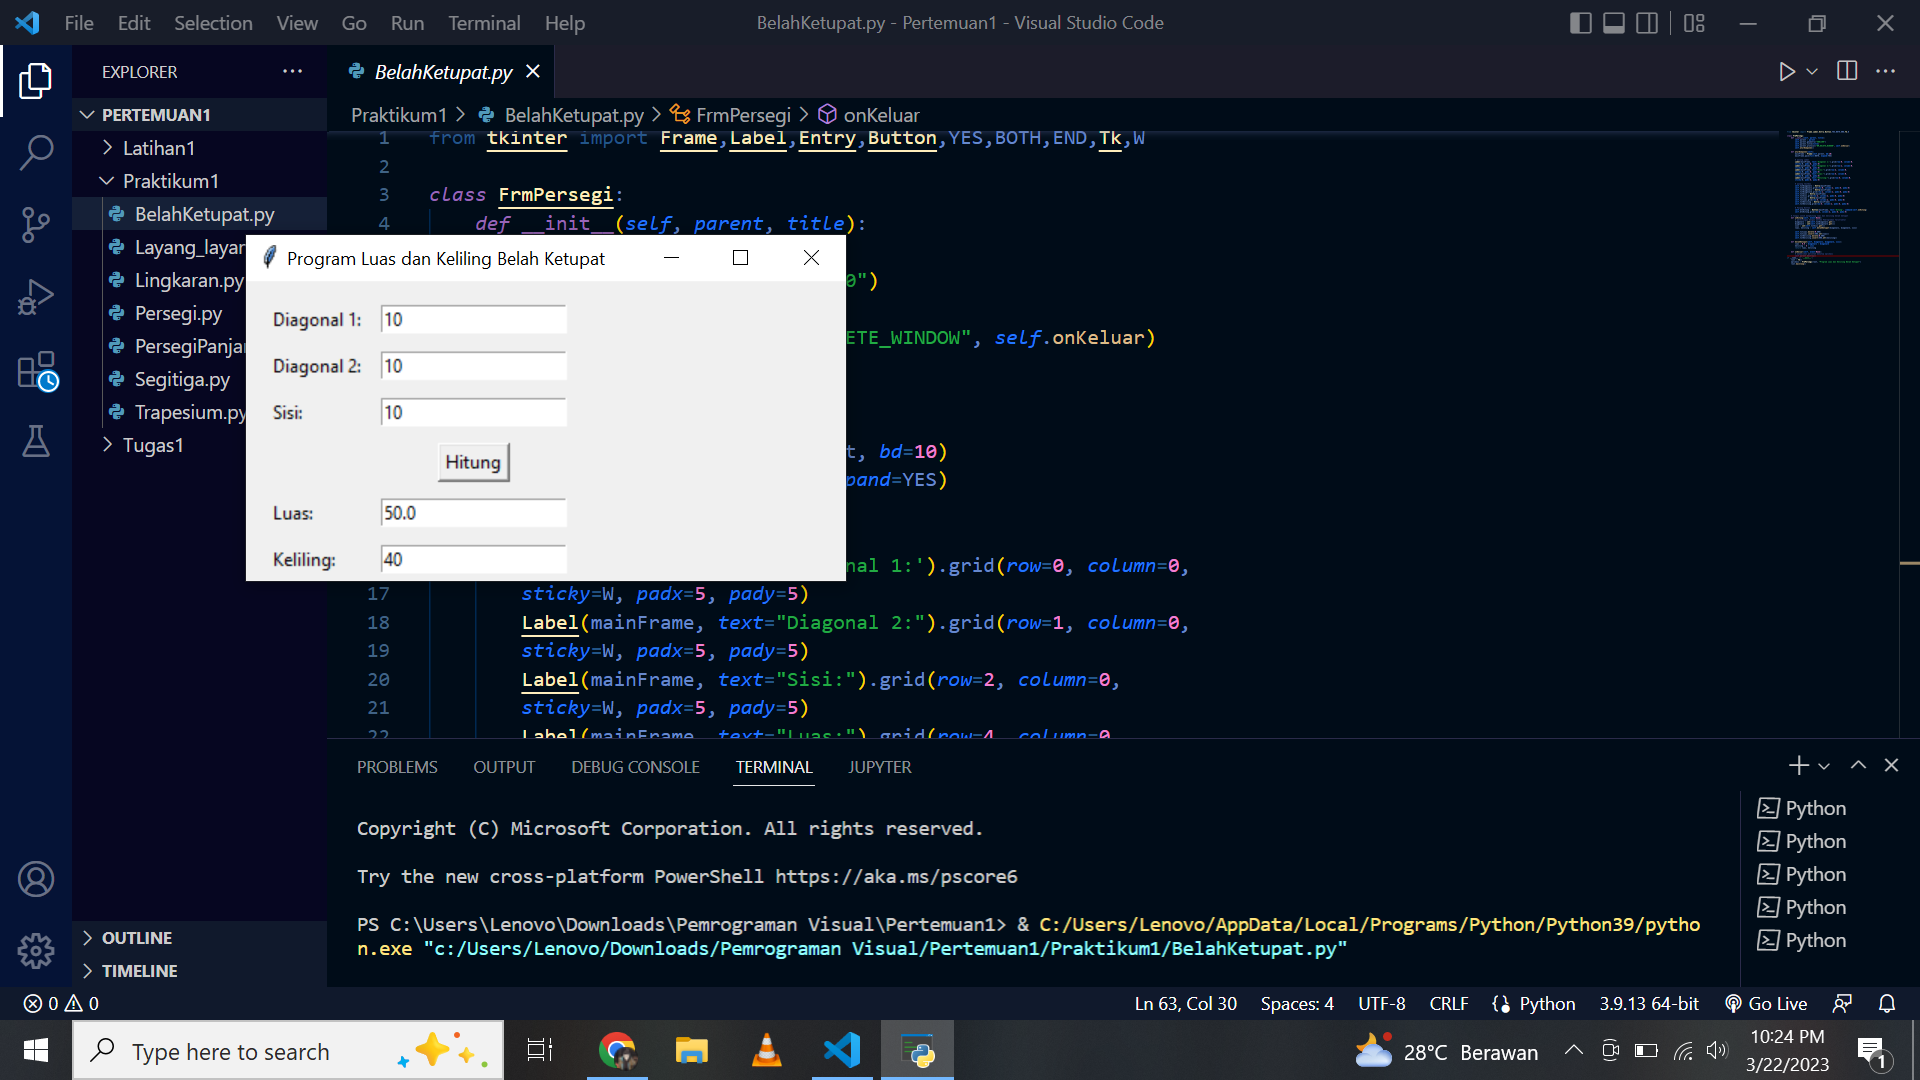 File Edit Selection View Go Run Terminal Help
BelahKetupat.py - Pertemuan1 - Visual Studio Code
EXPLORER
BelahKetupat.py
PERTEMUAN1
Latihan1
Praktikum1
BelahKetupat.py
Layang_layar
Lingkaran.py
Persegi.py
PersegiPanjar
Segitiga.py
Trapesium.py
Tugas1
OUTLINE
TIMELINE
Praktikum1 > BelahKetupat.py > FrmPersegi > onKeluar
1 from tkinter import Frame,Label,Entry,Button,YES,BOTH,END,Tk,W
2
3 class FrmPersegi:
4 def __init__(self, parent, title):
0")
ETE_WINDOW", self.onKeluar)
t, bd=10)
pand=YES)
nal 1:').grid(row=0, column=0,
17 sticky=W, padx=5, pady=5)
18 Label(mainFrame, text="Diagonal 2:").grid(row=1, column=0,
19 sticky=W, padx=5, pady=5)
20 Label(mainFrame, text="Sisi:").grid(row=2, column=0,
21 sticky=W, padx=5, pady=5)
22 Label(mainFrame, text="Luas:").grid(row=4, column=0,
Program Luas dan Keliling Belah Ketupat
Diagonal 1: 10
Diagonal 2: 10
Sisi: 10
Hitung
Luas: 50.0
Keliling: 40
PROBLEMS OUTPUT DEBUG CONSOLE TERMINAL JUPYTER
Copyright (C) Microsoft Corporation. All rights reserved.
Try the new cross-platform PowerShell https://aka.ms/pscore6
PS C:\Users\Lenovo\Downloads\Pemrograman Visual\Pertemuan1> & C:/Users/Lenovo/AppData/Local/Programs/Python/Python39/pytho
n.exe "c:/Users/Lenovo/Downloads/Pemrograman Visual/Pertemuan1/Praktikum1/BelahKetupat.py"
Python
Python
Python
Python
Python
0 0
Ln 63, Col 30 Spaces: 4 UTF-8 CRLF Python 3.9.13 64-bit Go Live
Type here to search
28°C Berawan
10:24 PM
3/22/2023
1